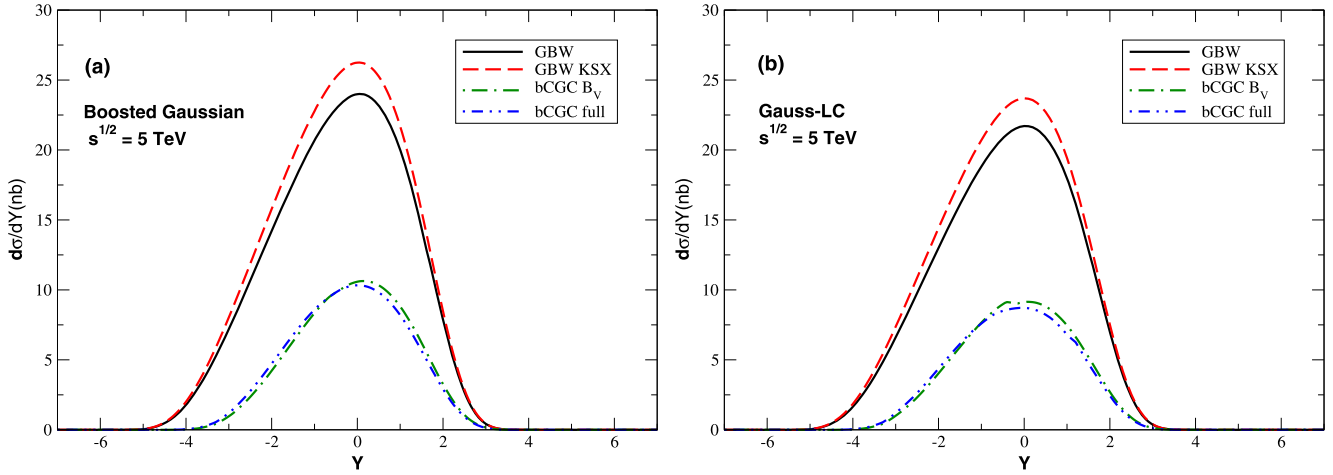 30
25
20
15
10
5
0
dσ/dY(nb)
(a)
Boosted Gaussian
s^1/2 = 5 TeV
GBW
GBW KSX
bCGC B_V
bCGC full
-6 -4 -2 0 2 4 6
Y
30
25
20
15
10
5
0
dσ/dY(nb)
(b)
Gauss-LC
s^1/2 = 5 TeV
GBW
GBW KSX
bCGC B_V
bCGC full
-6 -4 -2 0 2 4 6
Y